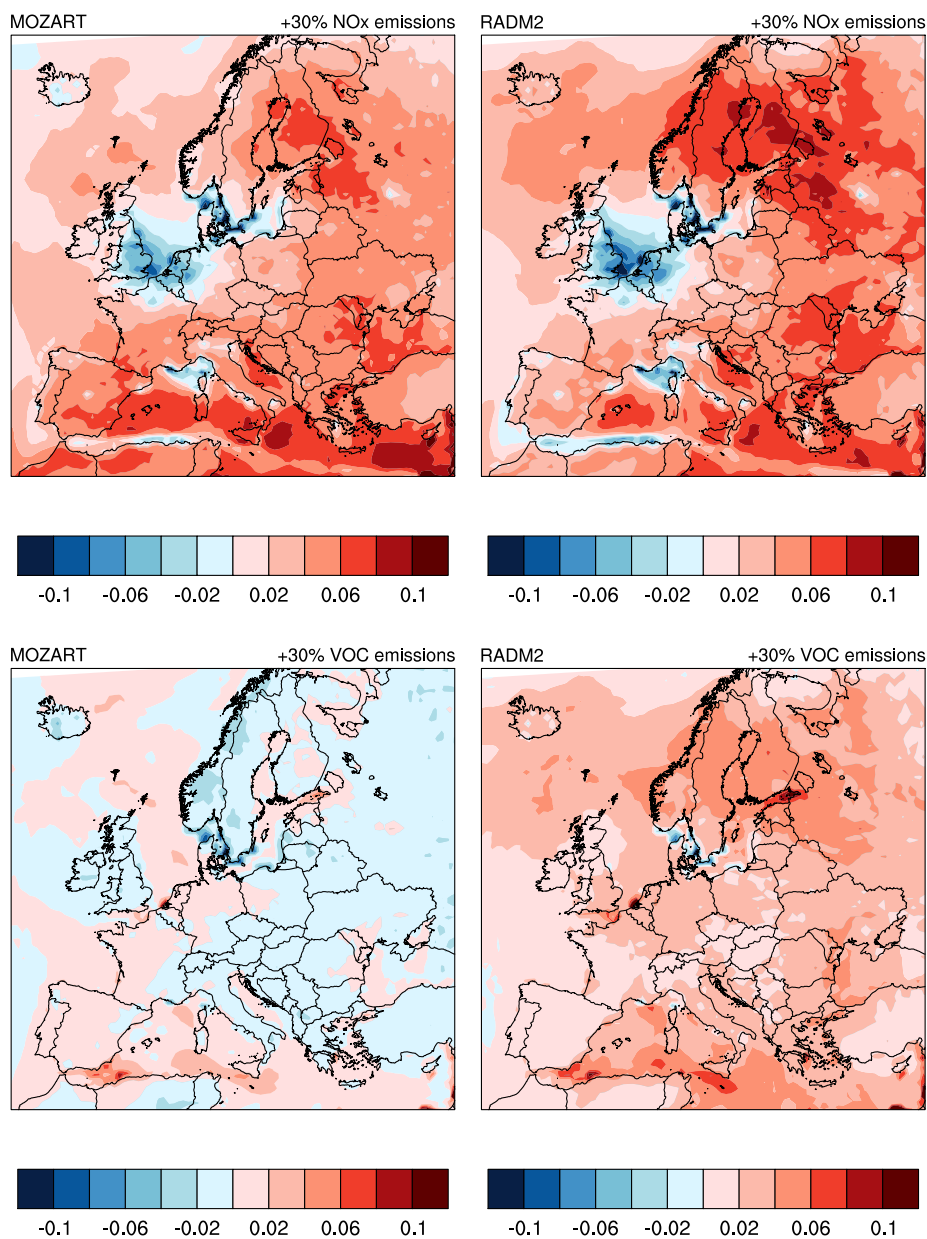 MOZART +30% NOx emissions
RADM2 +30% NOx emissions
-0.1 -0.06 -0.02 0.02 0.06 0.1
-0.1 -0.06 -0.02 0.02 0.06 0.1
MOZART +30% VOC emissions
RADM2 +30% VOC emissions
-0.1 -0.06 -0.02 0.02 0.06 0.1
-0.1 -0.06 -0.02 0.02 0.06 0.1